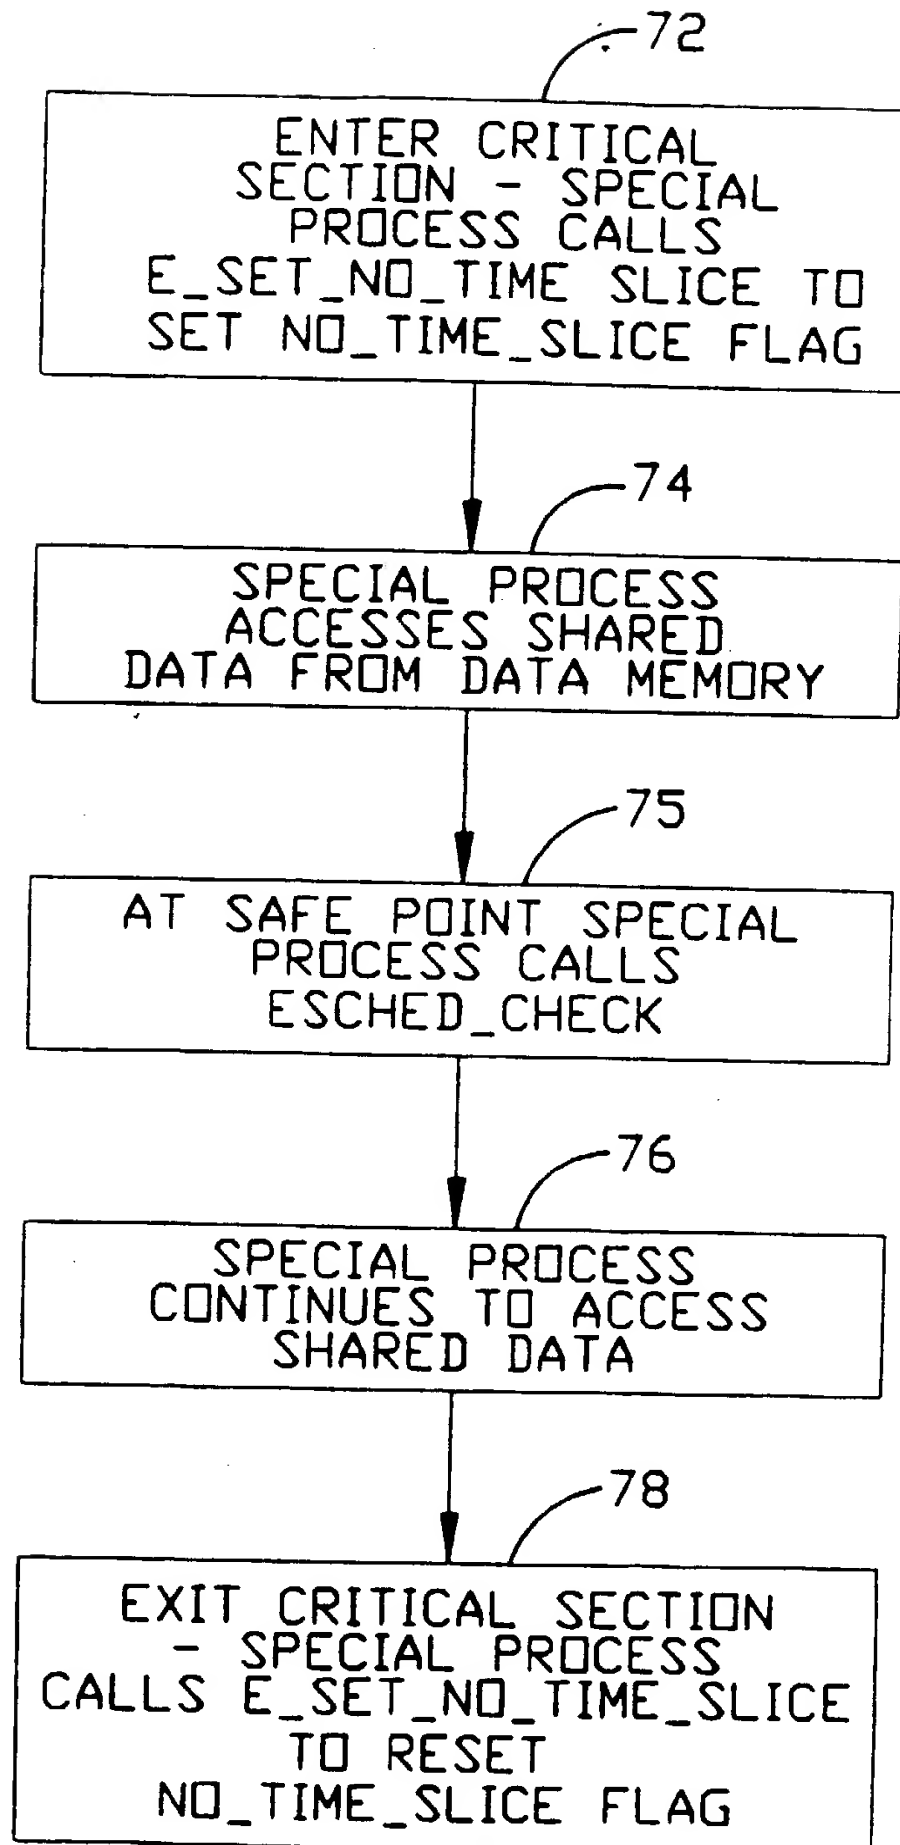 72
ENTER CRITICAL
SECTION - SPECIAL
PROCESS CALLS
E_SET_NO_TIME SLICE TO
SET NO_TIME_SLICE FLAG
74
SPECIAL PROCESS
ACCESSES SHARED
DATA FROM DATA MEMORY
75
AT SAFE POINT SPECIAL
PROCESS CALLS
ESCHED_CHECK
76
SPECIAL PROCESS
CONTINUES TO ACCESS
SHARED DATA
78
EXIT CRITICAL SECTION
- SPECIAL PROCESS
CALLS E_SET_NO_TIME_SLICE
TO RESET
NO_TIME_SLICE FLAG